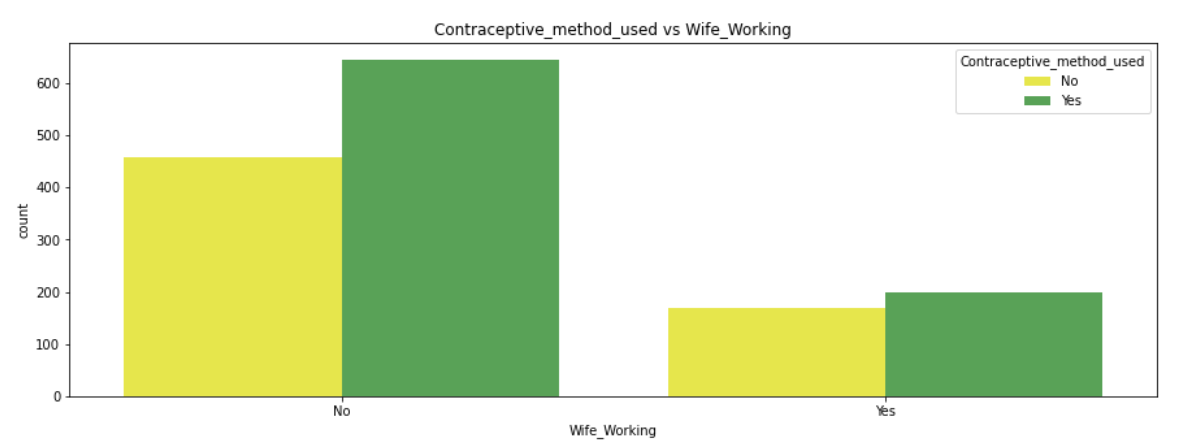 Contraceptive_method_used vs Wife_Working
Contraceptive_method_used
No
Yes
600
500
400
300
200
100
0
count
No
Yes
Wife_Working